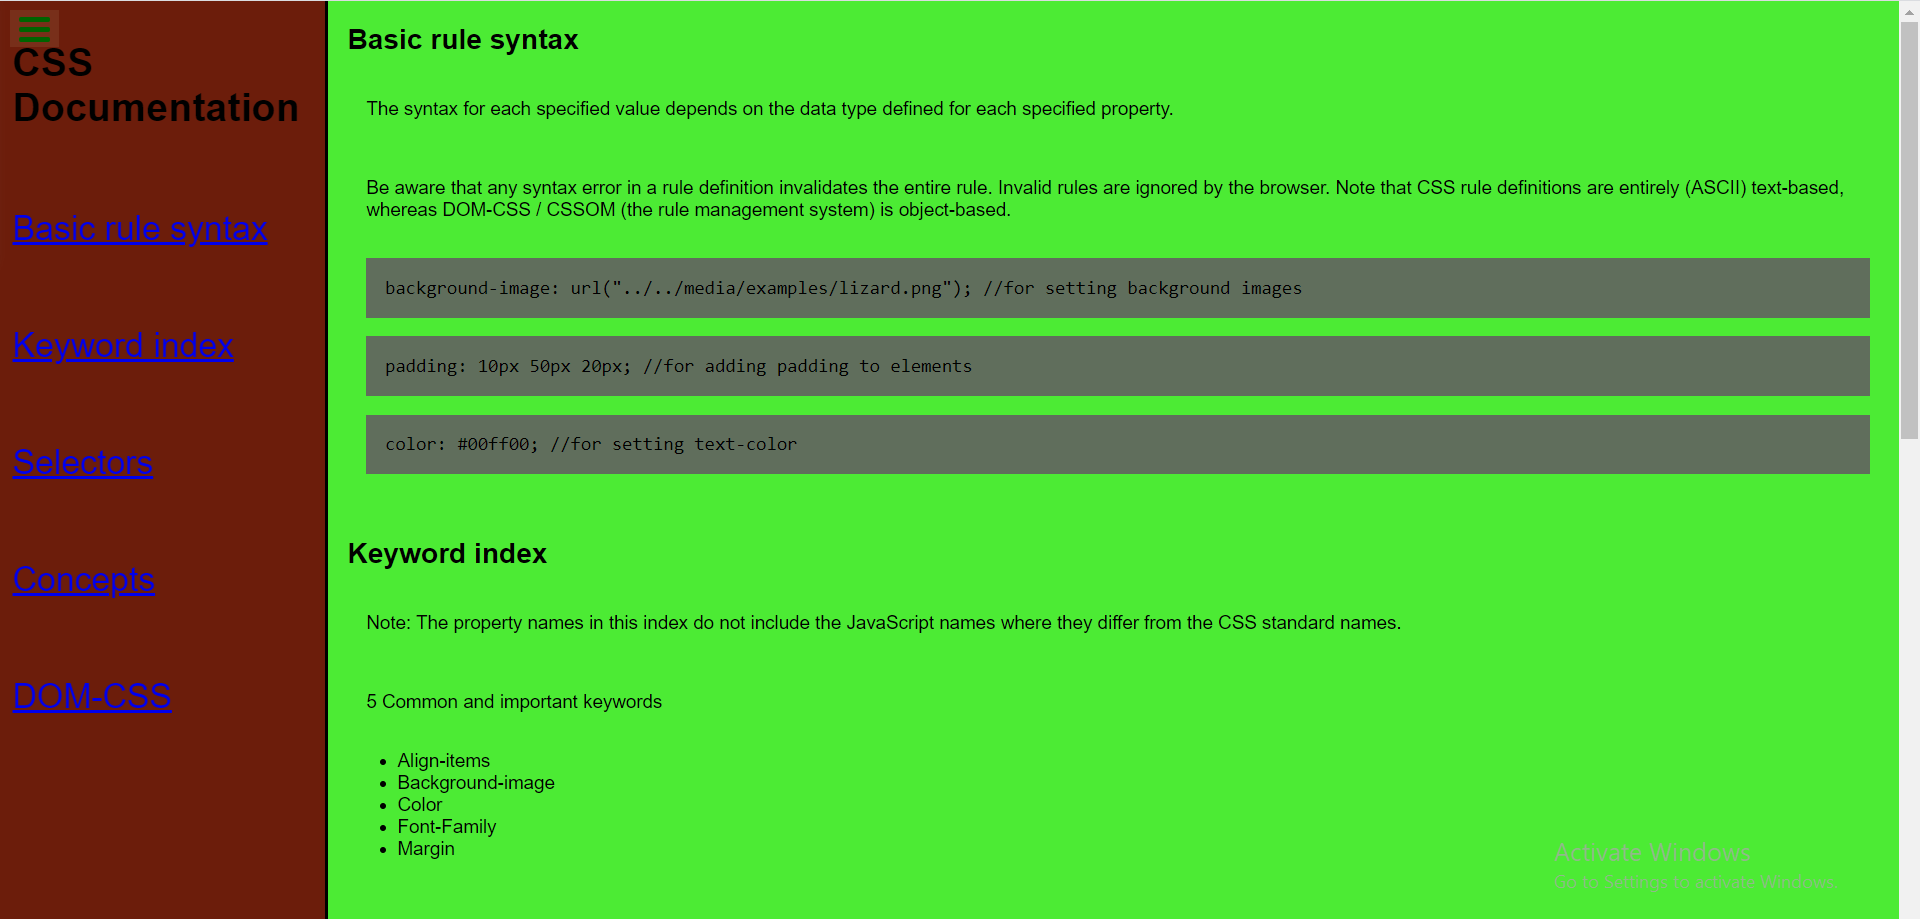 CSS
Documentation
Basic rule syntax
Keyword index
Selectors
Concepts
DOM-CSS
Basic rule syntax
The syntax for each specified value depends on the data type defined for each specified property.
Be aware that any syntax error in a rule definition invalidates the entire rule. Invalid rules are ignored by the browser. Note that CSS rule definitions are entirely (ASCII) text-based,
whereas DOM-CSS / CSSOM (the rule management system) is object-based.
background-image: url("../../media/examples/lizard.png"); //for setting background images
padding: 10px 50px 20px; //for adding padding to elements
color: #00ff00; //for setting text-color
Keyword index
Note: The property names in this index do not include the JavaScript names where they differ from the CSS standard names.
5 Common and important keywords
• Align-items
• Background-image
• Color
• Font-Family
• Margin
Activate Windows
Go to Settings to activate Windows.